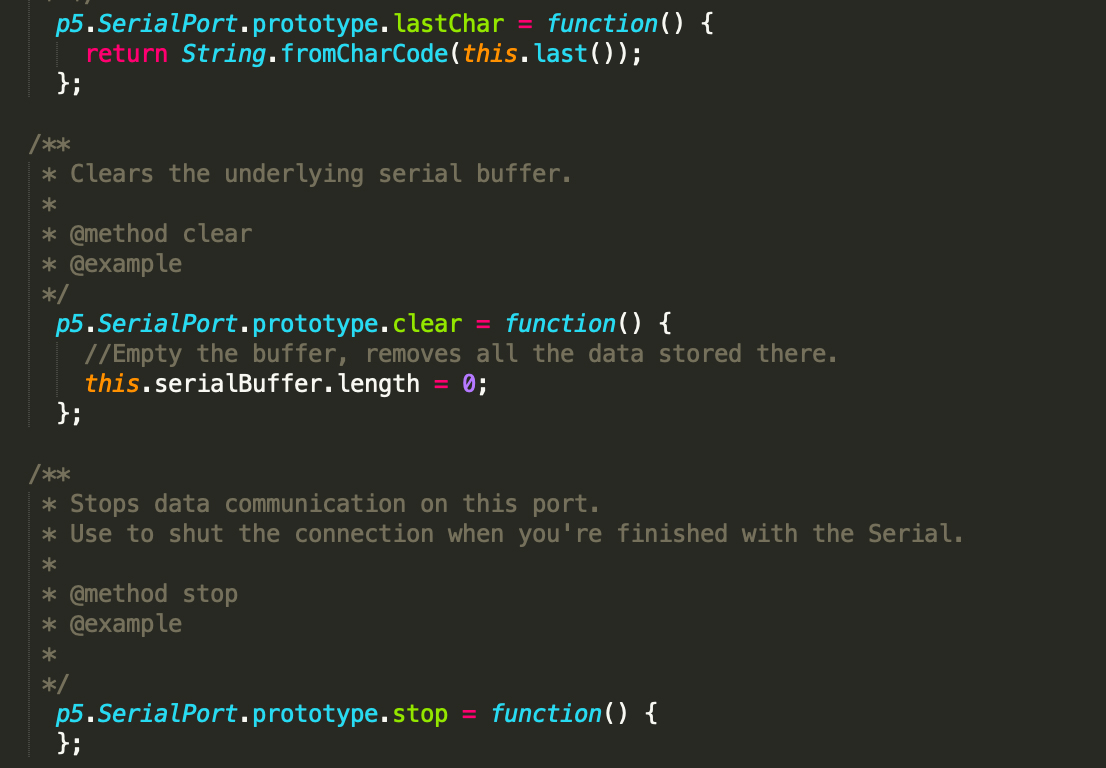 p5.SerialPort.prototype.lastChar = function() {
return String.fromCharCode(this.last());
};
/**
* Clears the underlying serial buffer.
*
* @method clear
* @example
*/
p5.SerialPort.prototype.clear = function() {
//Empty the buffer, removes all the data stored there.
this.serialBuffer.length = 0;
};
/**
* Stops data communication on this port.
* Use to shut the connection when you're finished with the Serial.
*
* @method stop
* @example
*
*/
p5.SerialPort.prototype.stop = function() {
};